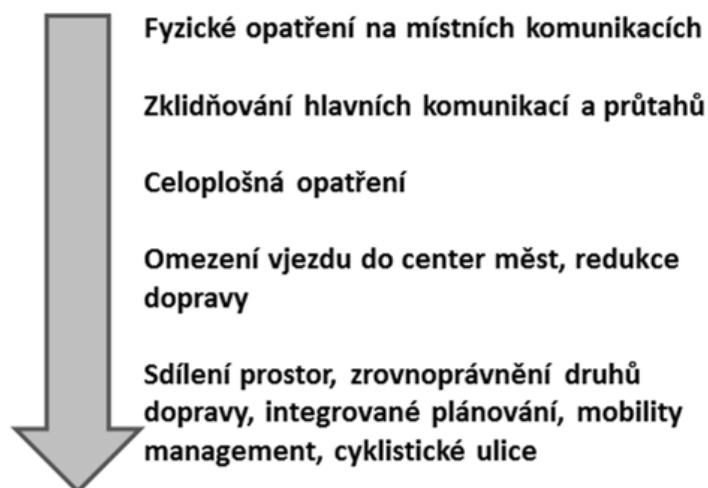 Fyzické opatření na místních komunikacích
Zklidňování hlavních komunikací a průtahů
Celoplošná opatření
Omezení vjezdu do center měst, redukce
dopravy
Sdílení prostor, zrovnoprávnění druhů
dopravy, integrované plánování, mobility
management, cyklistické ulice